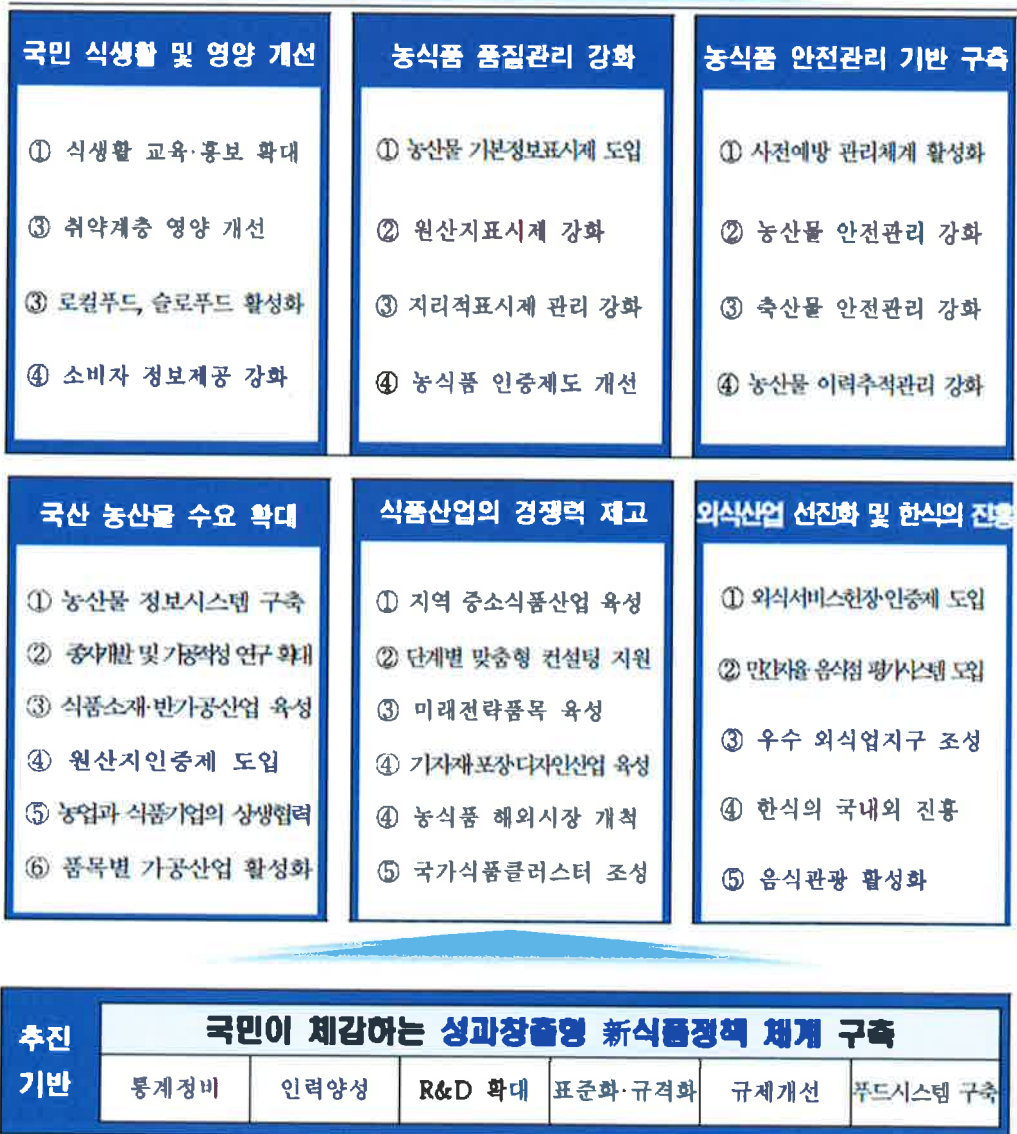 국민 식생활 및 영양 개선
① 식생활 교육·홍보 확대
③ 취약계층 영양 개선
③ 로컬푸드, 슬로푸드 활성화
④ 소비자 정보제공 강화
농식품 품질관리 강화
① 농산물 기본정보표시제 도입
② 원산지표시제 강화
③ 지리적표시제 관리 강화
④ 농식품 인증제도 개선
농식품 안전관리 기반 구축
① 사전예방 관리체계 활성화
② 농산물 안전관리 강화
③ 축산물 안전관리 강화
④ 농산물 이력추적관리 강화
국산 농산물 수요 확대
① 농산물 정보시스템 구축
② 종자개발 및 가공적성 연구 확대
③ 식품소재·반가공산업 육성
④ 원산지인증제 도입
⑤ 농업과 식품기업의 상생협력
⑥ 품목별 가공산업 활성화
식품산업의 경쟁력 제고
① 지역 중소식품산업 육성
② 단계별 맞춤형 컨설팅 지원
③ 미래전략품목 육성
④ 기자재·포장·디자인산업 육성
④ 농식품 해외시장 개척
⑤ 국가식품클러스터 조성
외식산업 선진화 및 한식의 진흥
① 외식서비스헌장·인증제 도입
② 민간자율 음식점 평가시스템 도입
③ 우수 외식업지구 조성
④ 한식의 국내외 진흥
⑤ 음식관광 활성화
추진
기반
국민이 체감하는 성과창출형 新식품정책 체계 구축
통계정비 인력양성 R&D 확대 표준화·규격화 규제개선 푸드시스템 구축